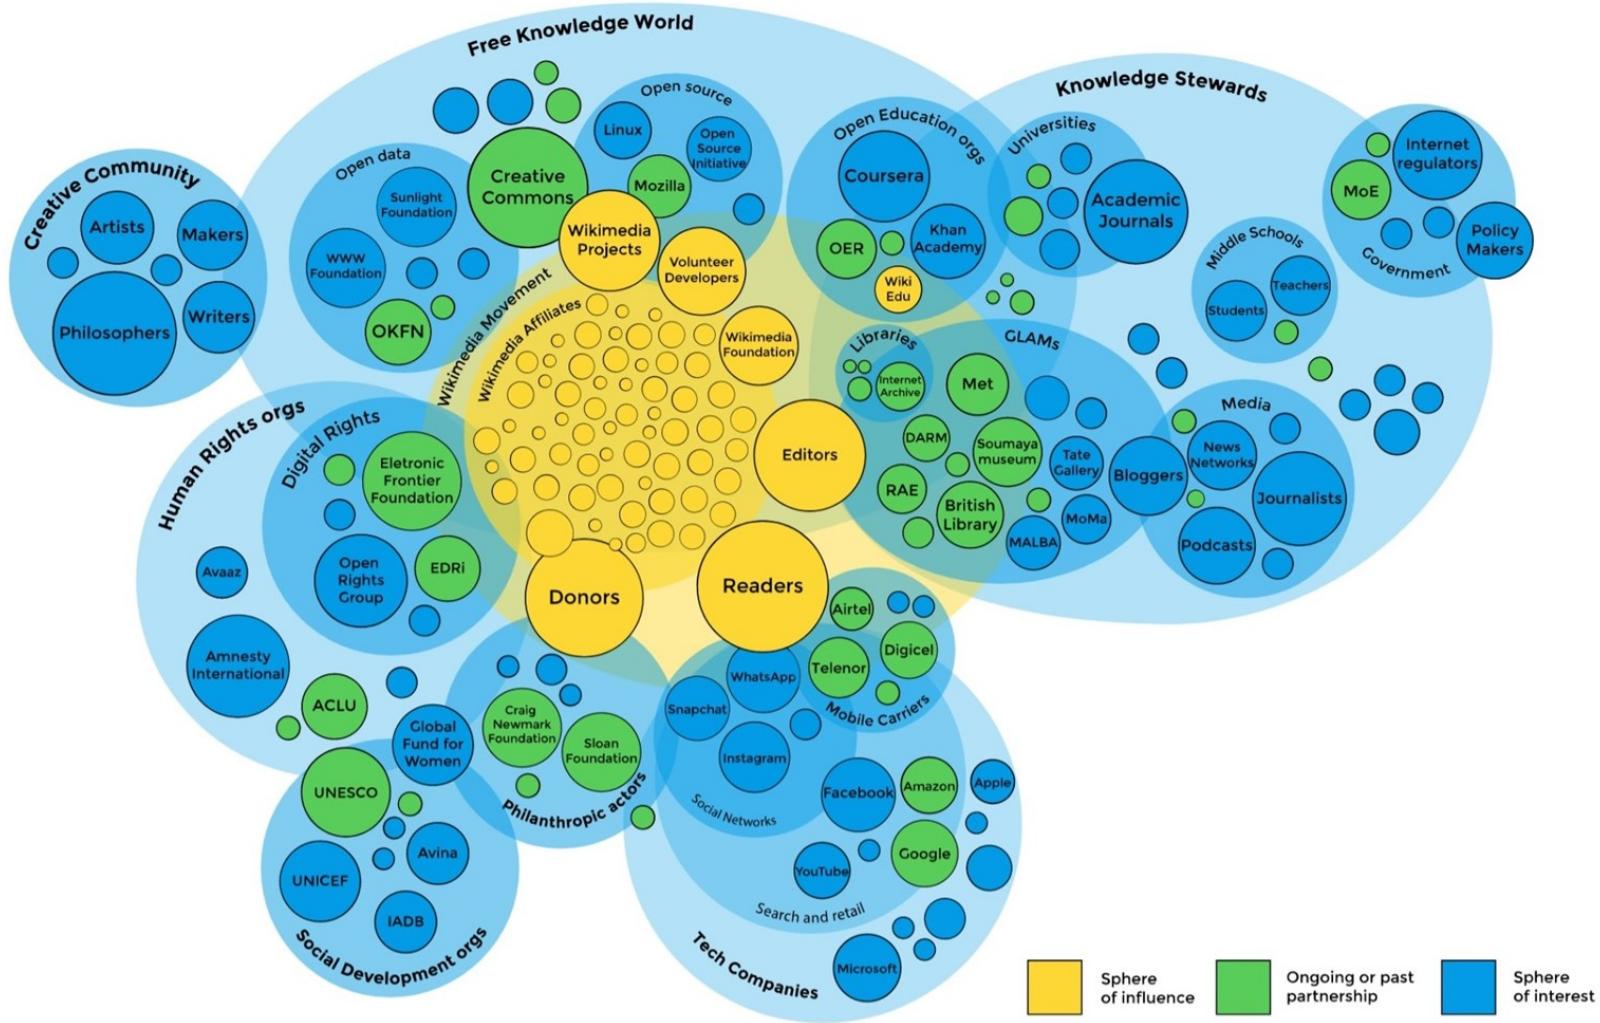 Free Knowledge World
Knowledge Stewards
Creative Community
Artists
Makers
Philosophers
Writers
Open data
Sunlight
Foundation
WWW
Foundation
OKFN
Creative
Commons
Open source
Linux
Open
Source
Initiative
Mozilla
Wikimedia
Projects
Volunteer
Developers
Wikimedia
Foundation
Wikimedia Movement
Wikimedia Affiliates
Editors
Readers
Donors
Open Education orgs
Coursera
OER
Khan
Academy
Wiki
Edu
Universities
Academic
Journals
Middle Schools
Teachers
Students
Internet
regulators
MoE
Policy
Makers
Government
Libraries
Internet
Archive
GLAMs
Met
DARM
Soumaya
museum
Tate
Gallery
RAE
British
Library
MALBA
MoMa
Bloggers
Media
News
Networks
Journalists
Podcasts
Human Rights orgs
Digital Rights
Eletronic
Frontier
Foundation
Open
Rights
Group
EDRi
Avaaz
Amnesty
International
ACLU
Global
Fund for
Women
UNESCO
UNICEF
Avina
IADB
Social Development orgs
Craig
Newmark
Foundation
Sloan
Foundation
Philanthropic actors
Airtel
Telenor
Digicel
Mobile Carriers
WhatsApp
Snapchat
Instagram
Social Networks
Facebook
Amazon
Apple
Google
YouTube
Search and retail
Microsoft
Tech Companies
Sphere
of influence
Ongoing or past
partnership
Sphere
of interest